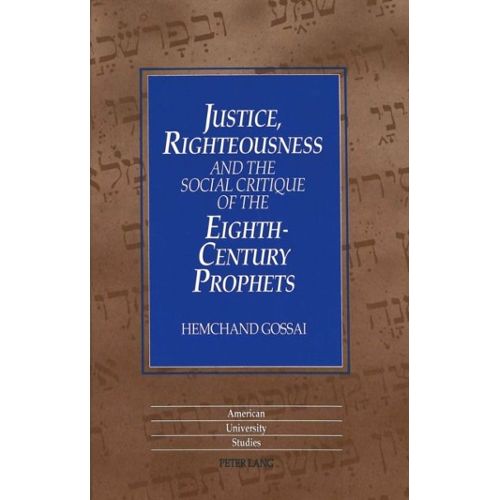 JUSTICE,
RIGHTEOUSNESS
AND THE
SOCIAL CRITIQUE
OF THE
EIGHTH-
CENTURY
PROPHETS
HEMCHAND GOSSAI
American
University
Studies
PETER LANG